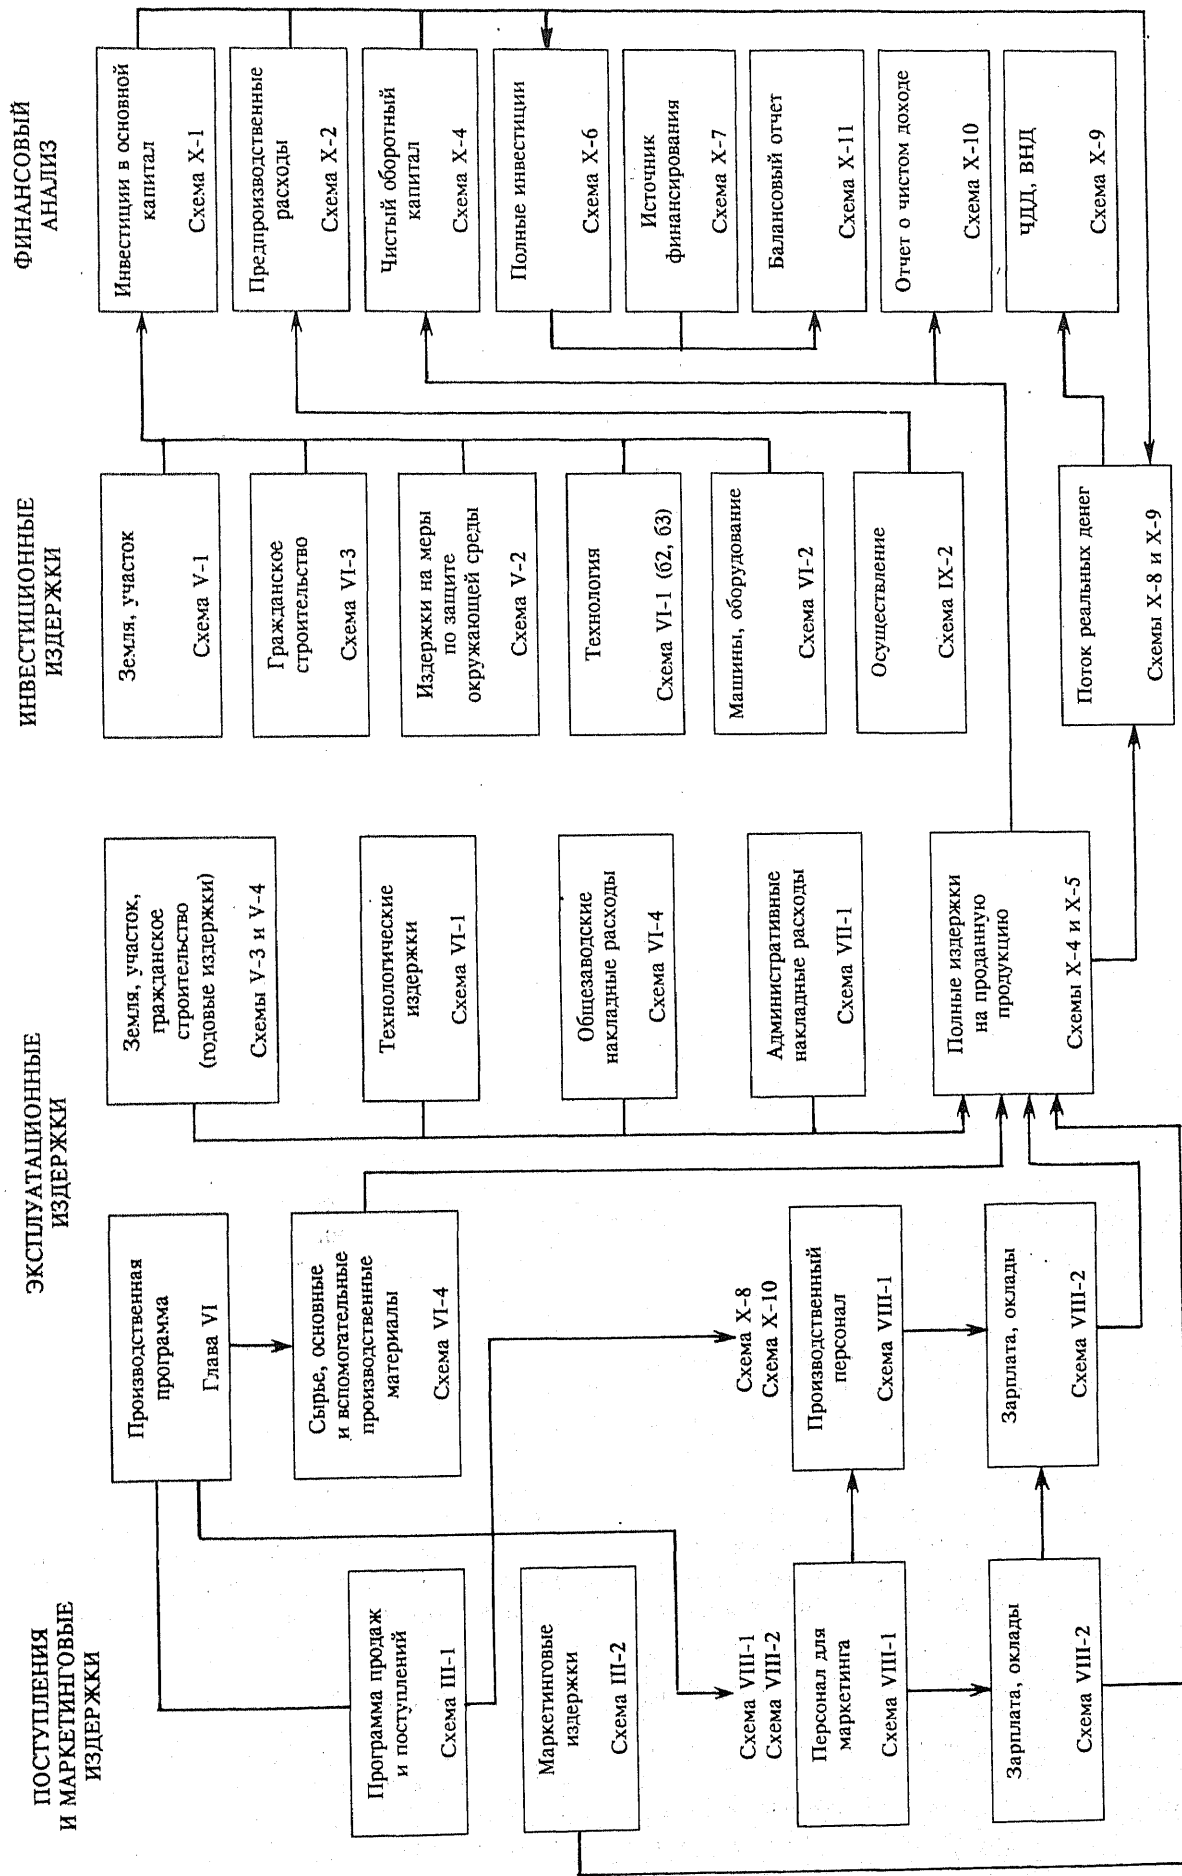 ПОСТУПЛЕНИЯ
И МАРКЕТИНГОВЫЕ
ИЗДЕРЖКИ
Программа продаж
и поступлений
Схема III-1
Маркетинговые
издержки
Схема III-2
Схема VIII-1
Схема VIII-2
Персонал для
маркетинга
Схема VIII-1
Зарплата, оклады
Схема VIII-2
ЭКСПЛУАТАЦИОННЫЕ
ИЗДЕРЖКИ
Производственная
программа
Глава VI
Сырье, основные
и вспомогательные
производственные
материалы
Схема VI-4
Схема X-8
Схема X-10
Производственный
персонал
Схема VIII-1
Зарплата, оклады
Схема VIII-2
Земля, участок,
гражданское
строительство
(годовые издержки)
Схемы V-3 и V-4
Технологические
издержки
Схема VI-1
Общезаводские
накладные расходы
Схема VI-4
Административные
накладные расходы
Схема VII-1
Полные издержки
на проданную
продукцию
Схемы X-4 и X-5
ИНВЕСТИЦИОННЫЕ
ИЗДЕРЖКИ
Земля, участок
Схема V-1
Гражданское
строительство
Схема VI-3
Издержки на меры
по защите
окружающей среды
Схема V-2
Технология
Схема VI-1 (62, 63)
Машины, оборудование
Схема VI-2
Осуществление
Схема IX-2
Поток реальных денег
Схемы X-8 и X-9
ФИНАНСОВЫЙ
АНАЛИЗ
Инвестиции в основной
капитал
Схема X-1
Предпроизводственные
расходы
Схема X-2
Чистый оборотный
капитал
Схема X-4
Полные инвестиции
Схема X-6
Источник
финансирования
Схема X-7
Балансовый отчет
Схема X-11
Отчет о чистом доходе
Схема X-10
ЧДД, ВНД
Схема X-9